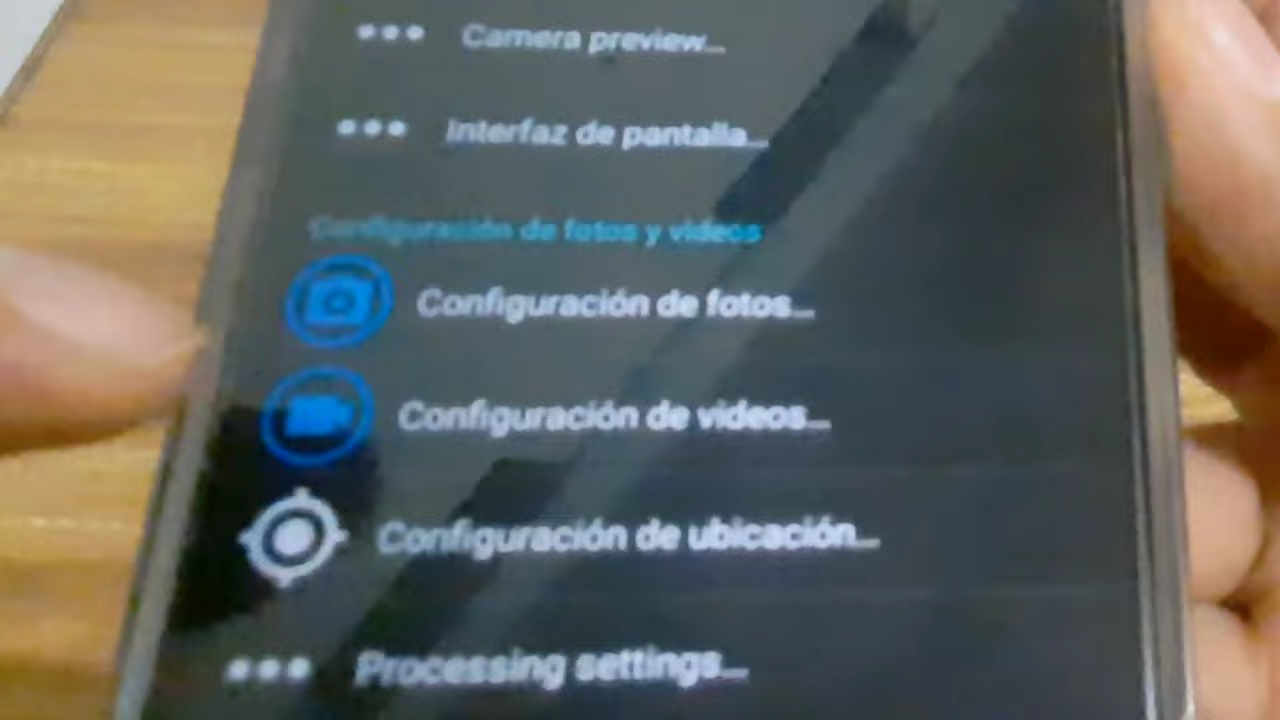 Camera preview...
Interfaz de pantalla...
Configuración de fotos y videos
Configuración de fotos...
Configuración de videos...
Configuración de ubicación...
Processing settings...